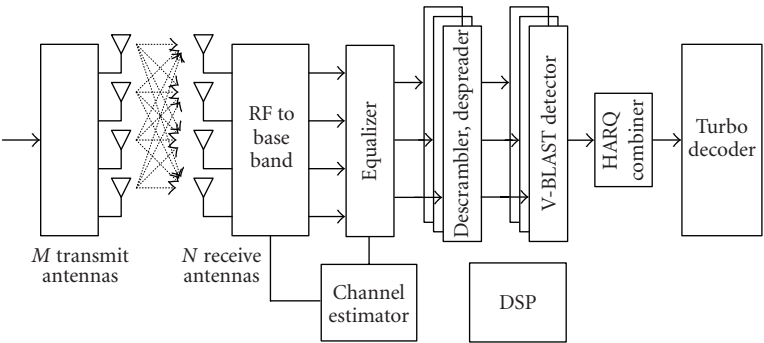 M transmit
antennas
N receive
antennas
RF to
base
band
Equalizer
Channel
estimator
Descrambler, despreader
V-BLAST detector
DSP
HARQ
combiner
Turbo
decoder